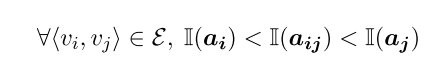 ∀⟨v_i, v_j⟩ ∈ ℰ, 𝕀(𝒂_𝒊) < 𝕀(𝒂_𝒊𝒋) < 𝕀(𝒂_𝒋)